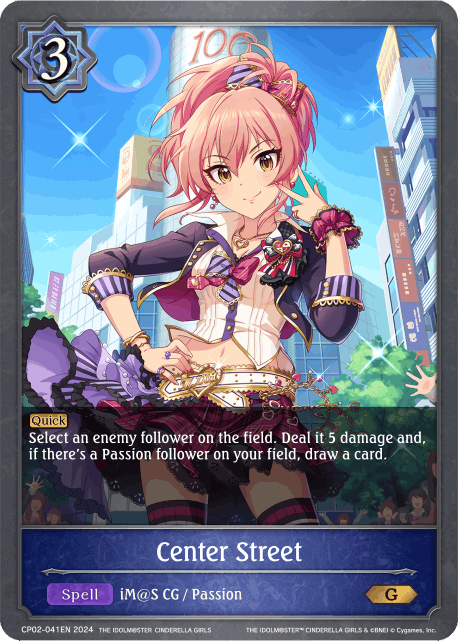 3
106
Quick
Select an enemy follower on the field. Deal it 5 damage and,
if there's a Passion follower on your field, draw a card.
Center Street
Spell iM@S CG / Passion G
CP02-041EN 2024 THE IDOLM@STER CINDERELLA GIRLS THE IDOLM@STER™ CINDERELLA GIRLS & ©BNEI © Cygames, Inc.